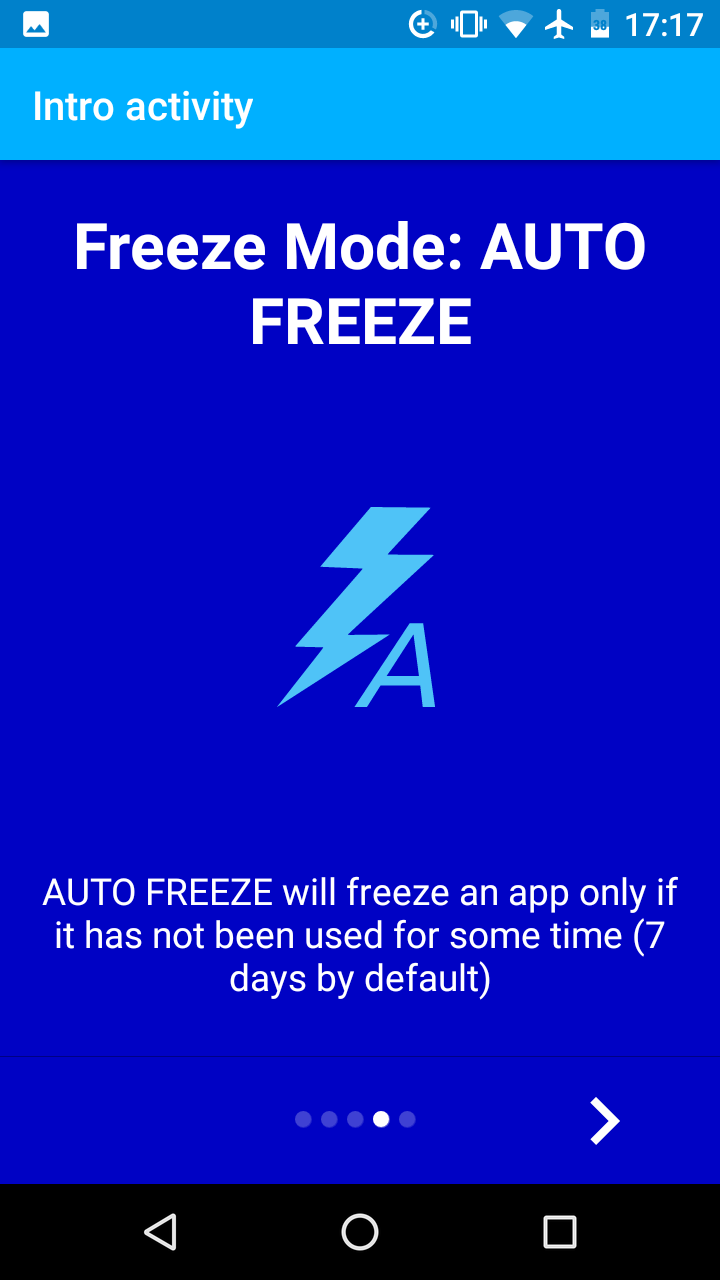 38 17:17
Intro activity
Freeze Mode: AUTO
FREEZE
A
AUTO FREEZE will freeze an app only if
it has not been used for some time (7
days by default)